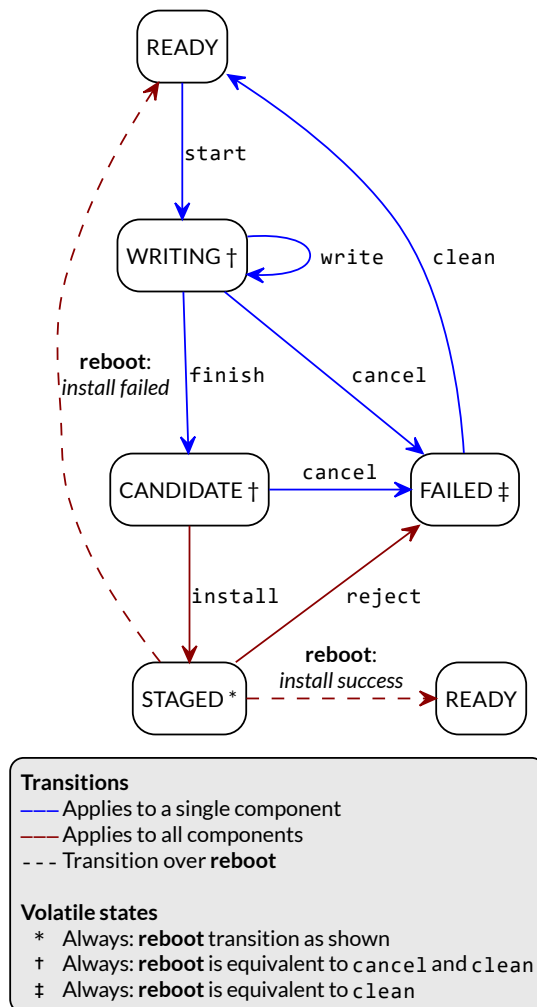 READY
start
WRITING †
write
clean
reboot:
install failed
finish
cancel
CANDIDATE †
cancel
FAILED ‡
install
reject
reboot:
install success
STAGED *
READY
Transitions
Applies to a single component
Applies to all components
--- Transition over reboot
Volatile states
* Always: reboot transition as shown
† Always: reboot is equivalent to cancel and clean
‡ Always: reboot is equivalent to clean